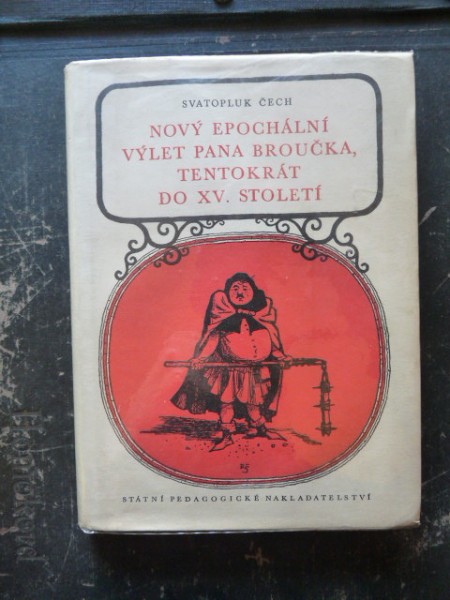 SVATOPLUK ČECH
NOVÝ EPOCHÁLNÍ
VÝLET PANA BROUČKA,
TENTOKRÁT
DO XV. STOLETÍ
STÁTNÍ PEDAGOGICKÉ NAKLADATELSTVÍ